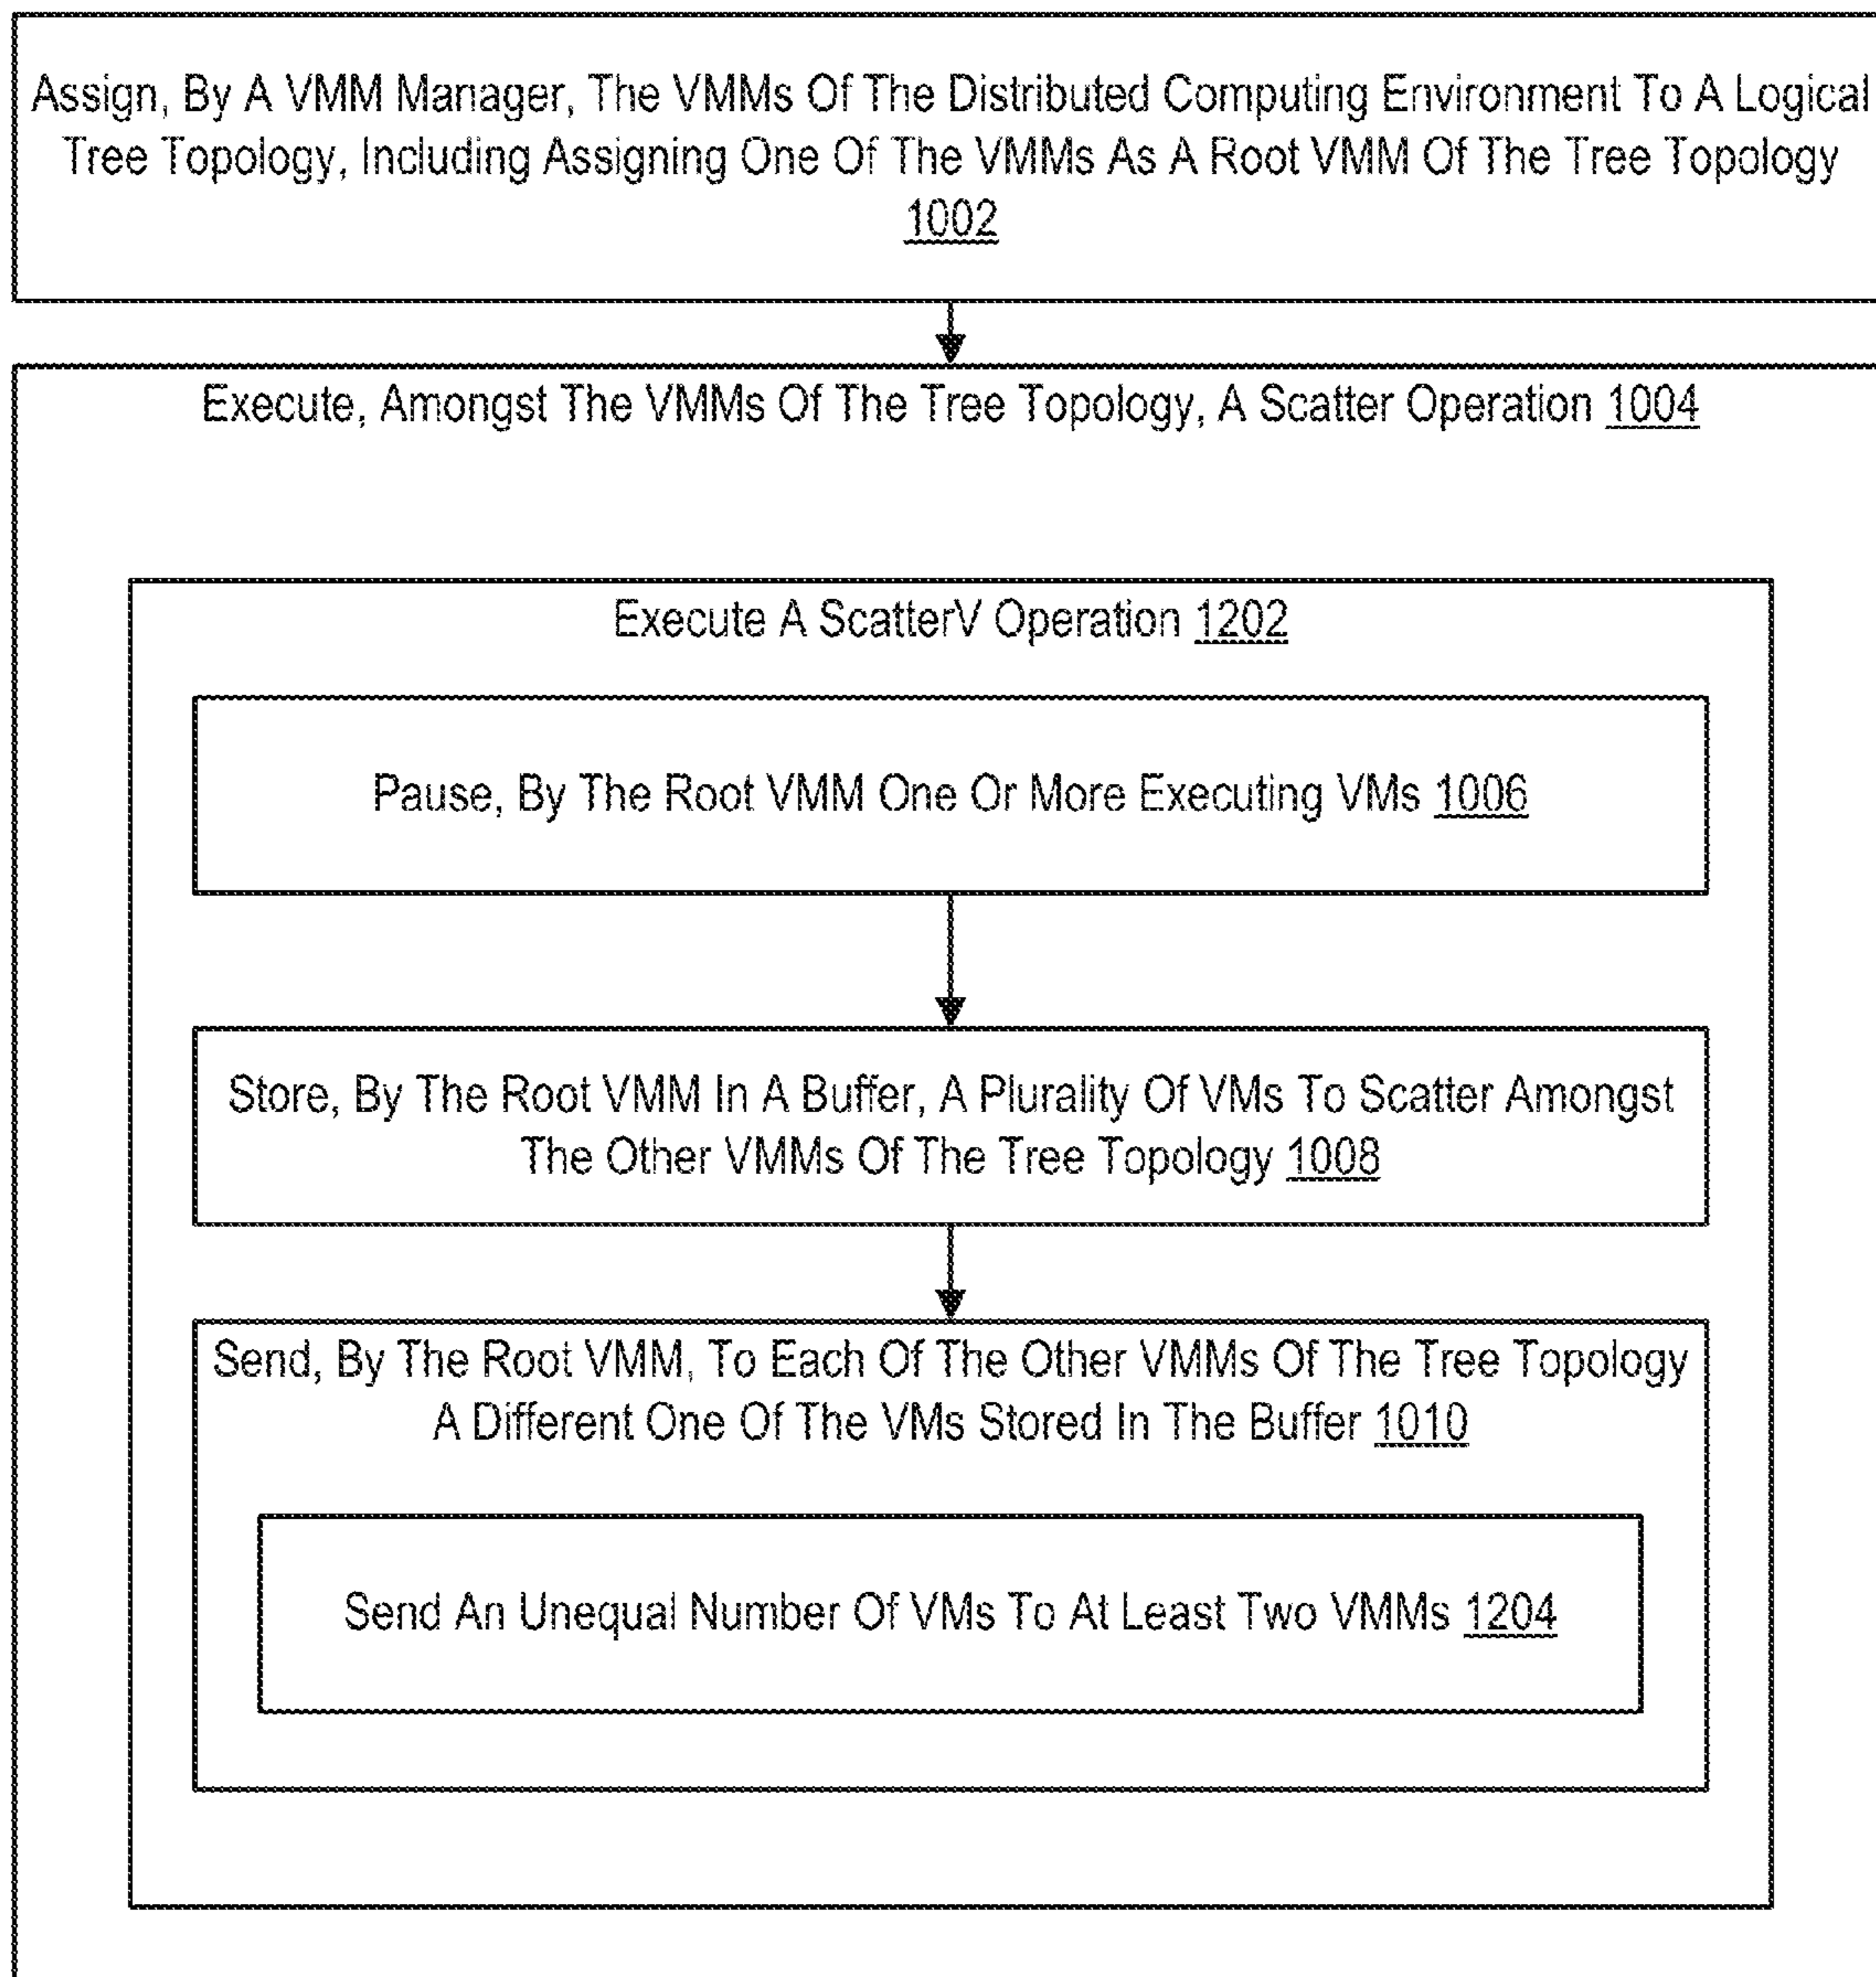 Assign, By A VMM Manager, The VMMs Of The Distributed Computing Environment To A Logical
Tree Topology, Including Assigning One Of The VMMs As A Root VMM Of The Tree Topology
1002
Execute, Amongst The VMMs Of The Tree Topology, A Scatter Operation 1004
Execute A ScatterV Operation 1202
Pause, By The Root VMM One Or More Executing VMs 1006
Store, By The Root VMM In A Buffer, A Plurality Of VMs To Scatter Amongst
The Other VMMs Of The Tree Topology 1008
Send, By The Root VMM, To Each Of The Other VMMs Of The Tree Topology
A Different One Of The VMs Stored In The Buffer 1010
Send An Unequal Number Of VMs To At Least Two VMMs 1204